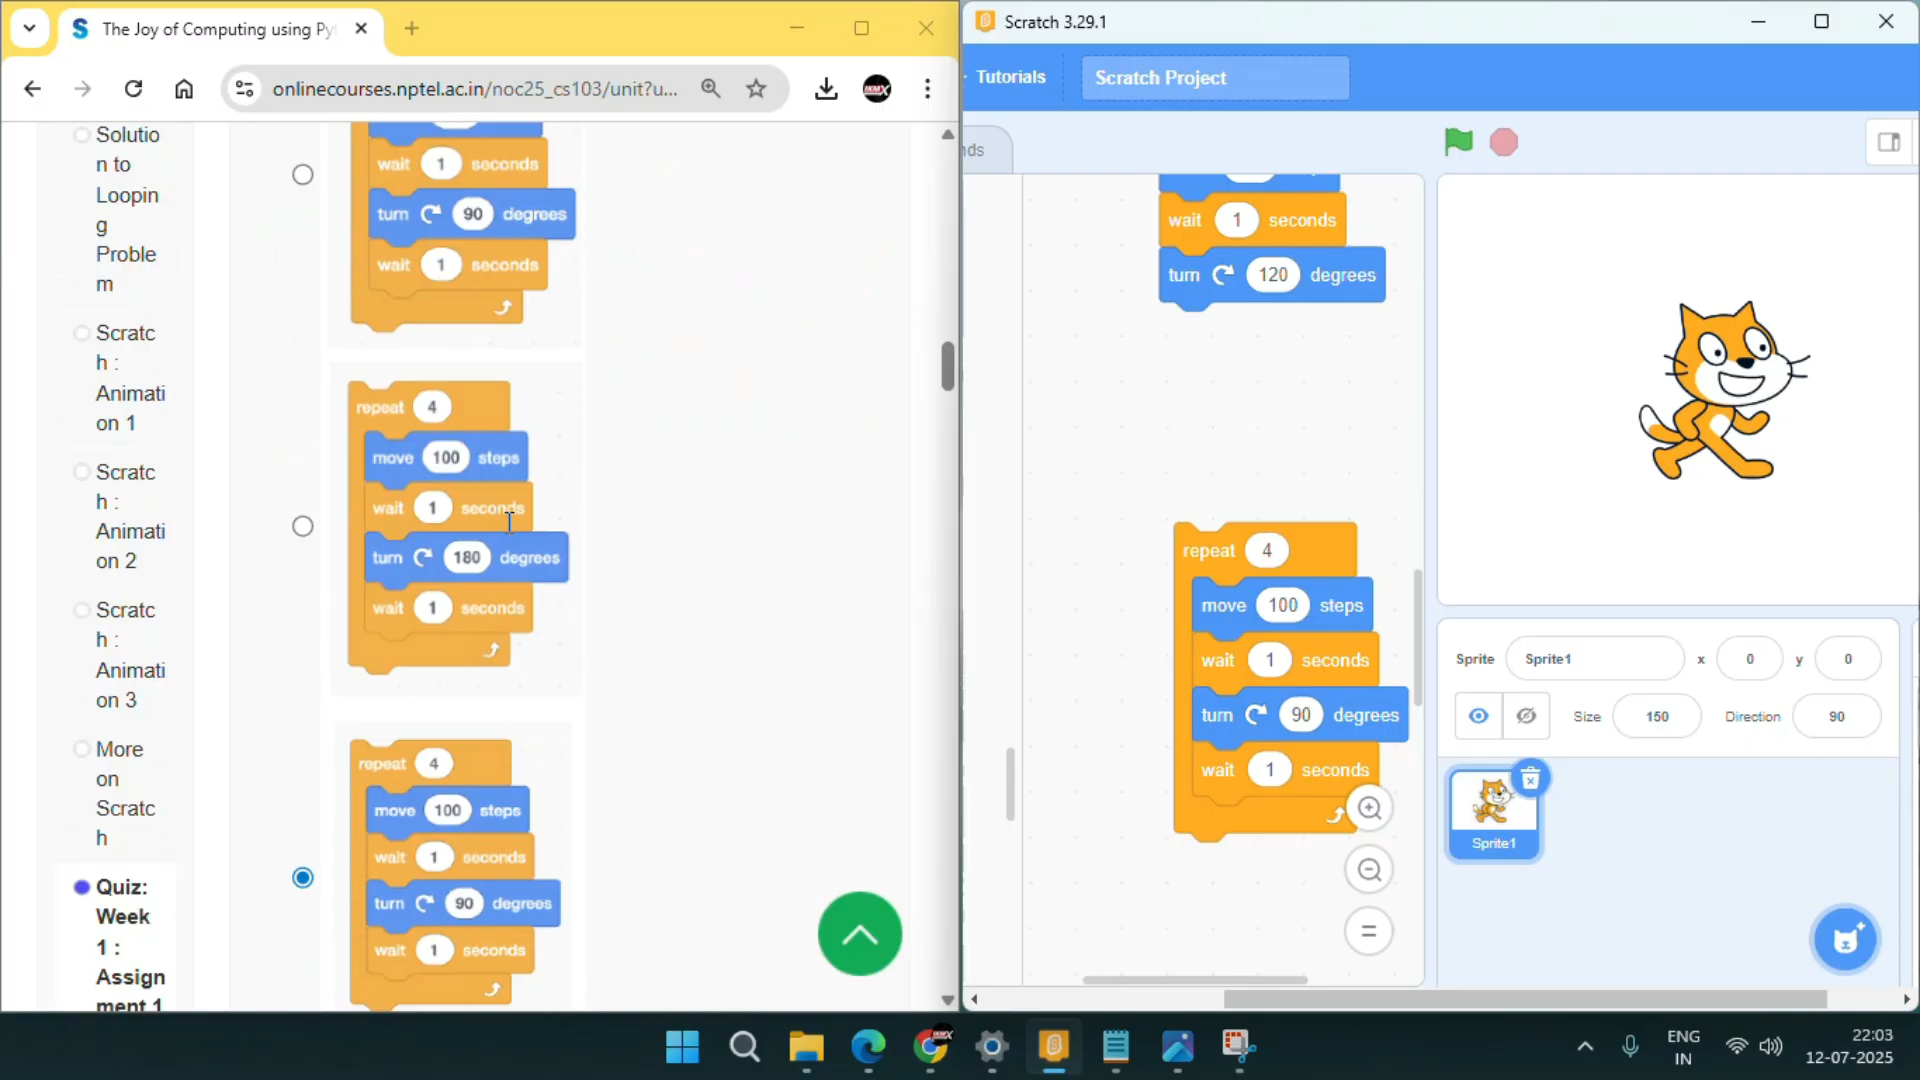 The Joy of Computing using Py
onlinecourses.nptel.ac.in/noc25_cs103/unit?u...
Solutio
n to
Loopin
g
Proble
m
Scratc
h :
Animati
on 1
Scratc
h :
Animati
on 2
Scratc
h :
Animati
on 3
More
on
Scratc
h
Quiz:
Week
1 :
Assign
ment 1
wait 1 seconds
turn 90 degrees
wait 1 seconds
repeat 4
move 100 steps
wait 1 seconds
turn 180 degrees
wait 1 seconds
repeat 4
move 100 steps
wait 1 seconds
turn 90 degrees
wait 1 seconds
Scratch 3.29.1
Tutorials
Scratch Project
nds
wait 1 seconds
turn 120 degrees
repeat 4
move 100 steps
wait 1 seconds
turn 90 degrees
wait 1 seconds
Sprite Sprite1 x 0 y 0
Size 150 Direction 90
Sprite1
ENG
IN
22:03
12-07-2025